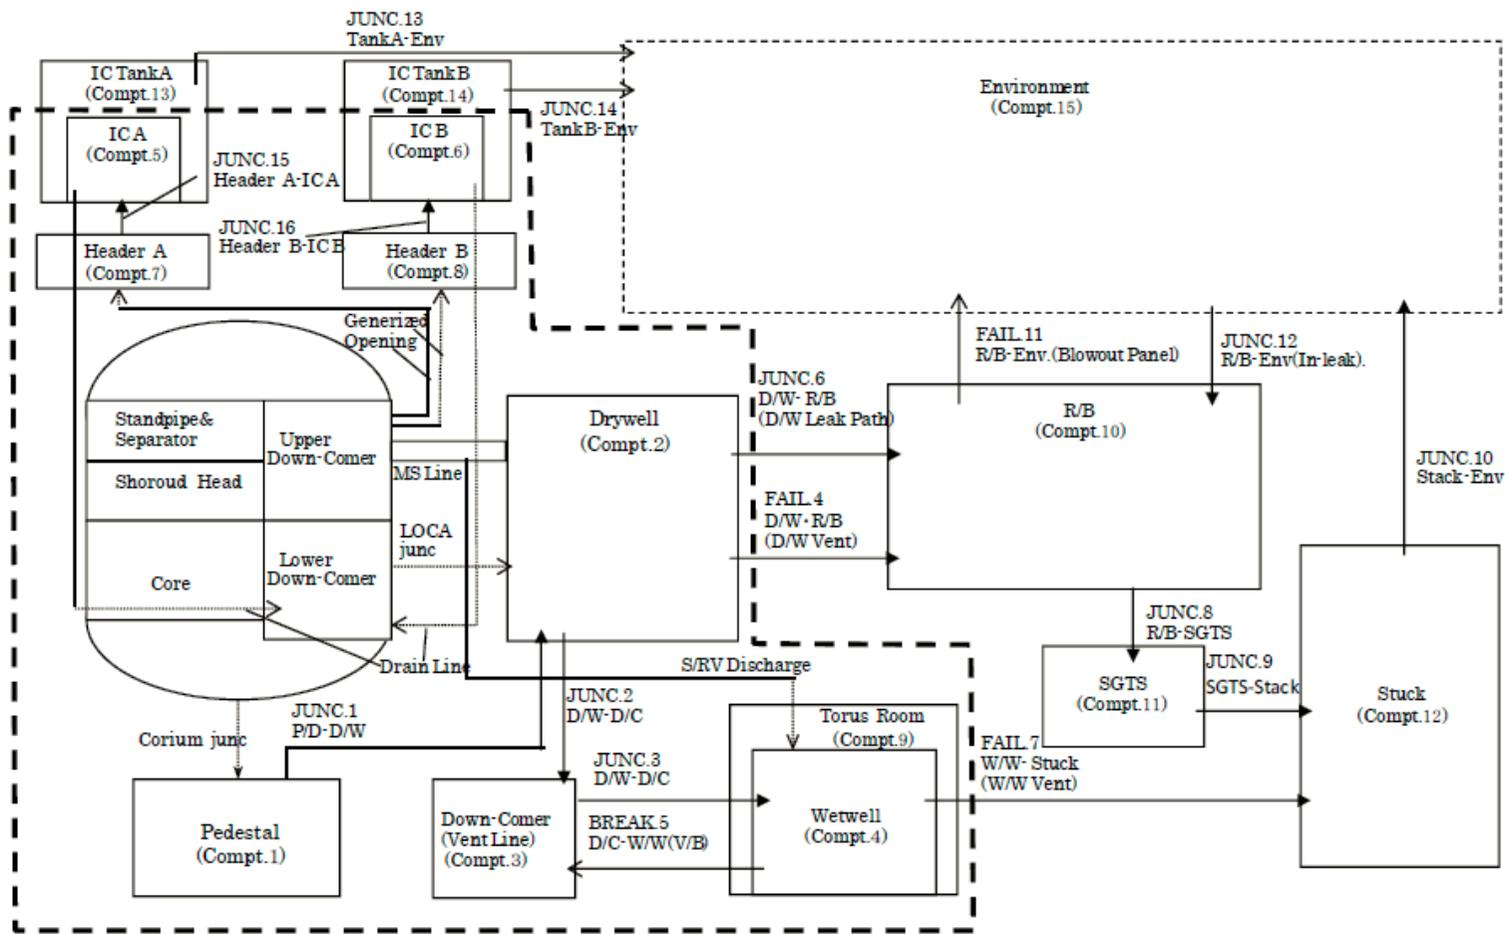 JUNC.13
TankA-Env
IC TankA
(Compt.13)
IC TankB
(Compt.14)
JUNC.14
TankB-Env
Environment
(Compt.15)
IC A
(Compt.5)
IC B
(Compt.6)
JUNC.15
Header A-IC A
JUNC.16
Header B-IC B
Header A
(Compt.7)
Header B
(Compt.8)
Generized
Opening
FAIL.11
R/B-Env.(Blowout Panel)
JUNC.12
R/B-Env(In-leak).
JUNC.6
D/W- R/B
(D/W Leak Path)
Standpipe&
Separator
Upper
Down-Comer
Drywell
(Compt.2)
R/B
(Compt.10)
MS Line
Shoroud Head
JUNC.10
Stack-Env
FAIL.4
D/W-R/B
(D/W Vent)
LOCA
junc
Lower
Down-Comer
Core
Drain Line
S/RV Discharge
JUNC.8
R/B-SGTS
JUNC.9
SGTS-Stack
SGTS
(Compt.11)
Stuck
(Compt.12)
JUNC.1
P/D-D/W
Corium junc
JUNC.2
D/W-D/C
Torus Room
(Compt.9)
FAIL.7
W/W- Stuck
(W/W Vent)
JUNC.3
D/W-D/C
Pedestal
(Compt.1)
Down-Comer
(Vent Line)
(Compt.3)
BREAK.5
D/C-W/W(V/B)
Wetwell
(Compt.4)